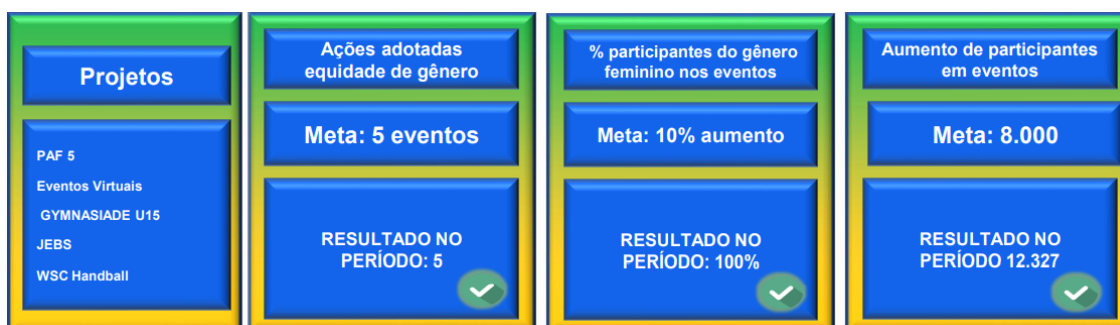 Projetos
PAF 5
Eventos Virtuais
GYMNASIADE U15
JEBS
WSC Handball
Ações adotadas
equidade de gênero
Meta: 5 eventos
RESULTADO NO
PERÍODO: 5
% participantes do gênero
feminino nos eventos
Meta: 10% aumento
RESULTADO NO
PERÍODO: 100%
Aumento de participantes
em eventos
Meta: 8.000
RESULTADO NO
PERÍODO 12.327